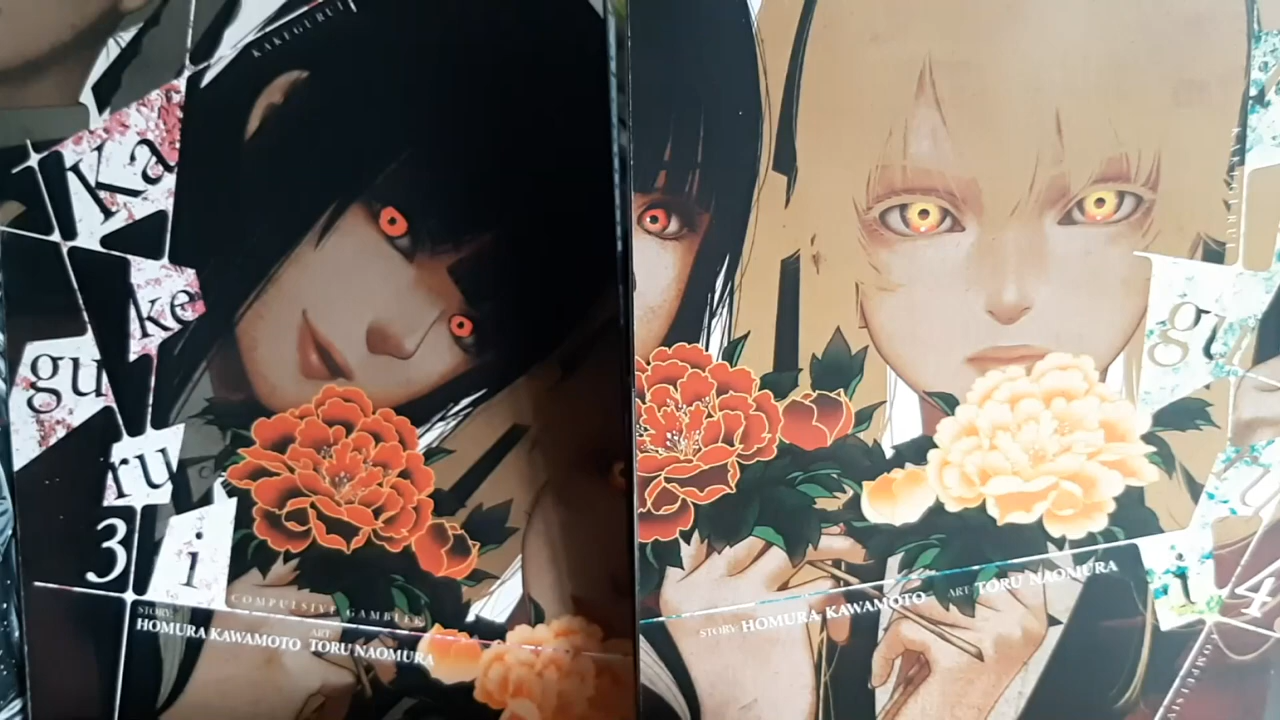 KAKEGURUI
Ka
ke
gu
ru
i
3
COMPULSIVE GAMBLER
STORY: HOMURA KAWAMOTO ART: TORU NAOMURA
gu
i
4
STORY: HOMURA KAWAMOTO ART: TORU NAOMURA